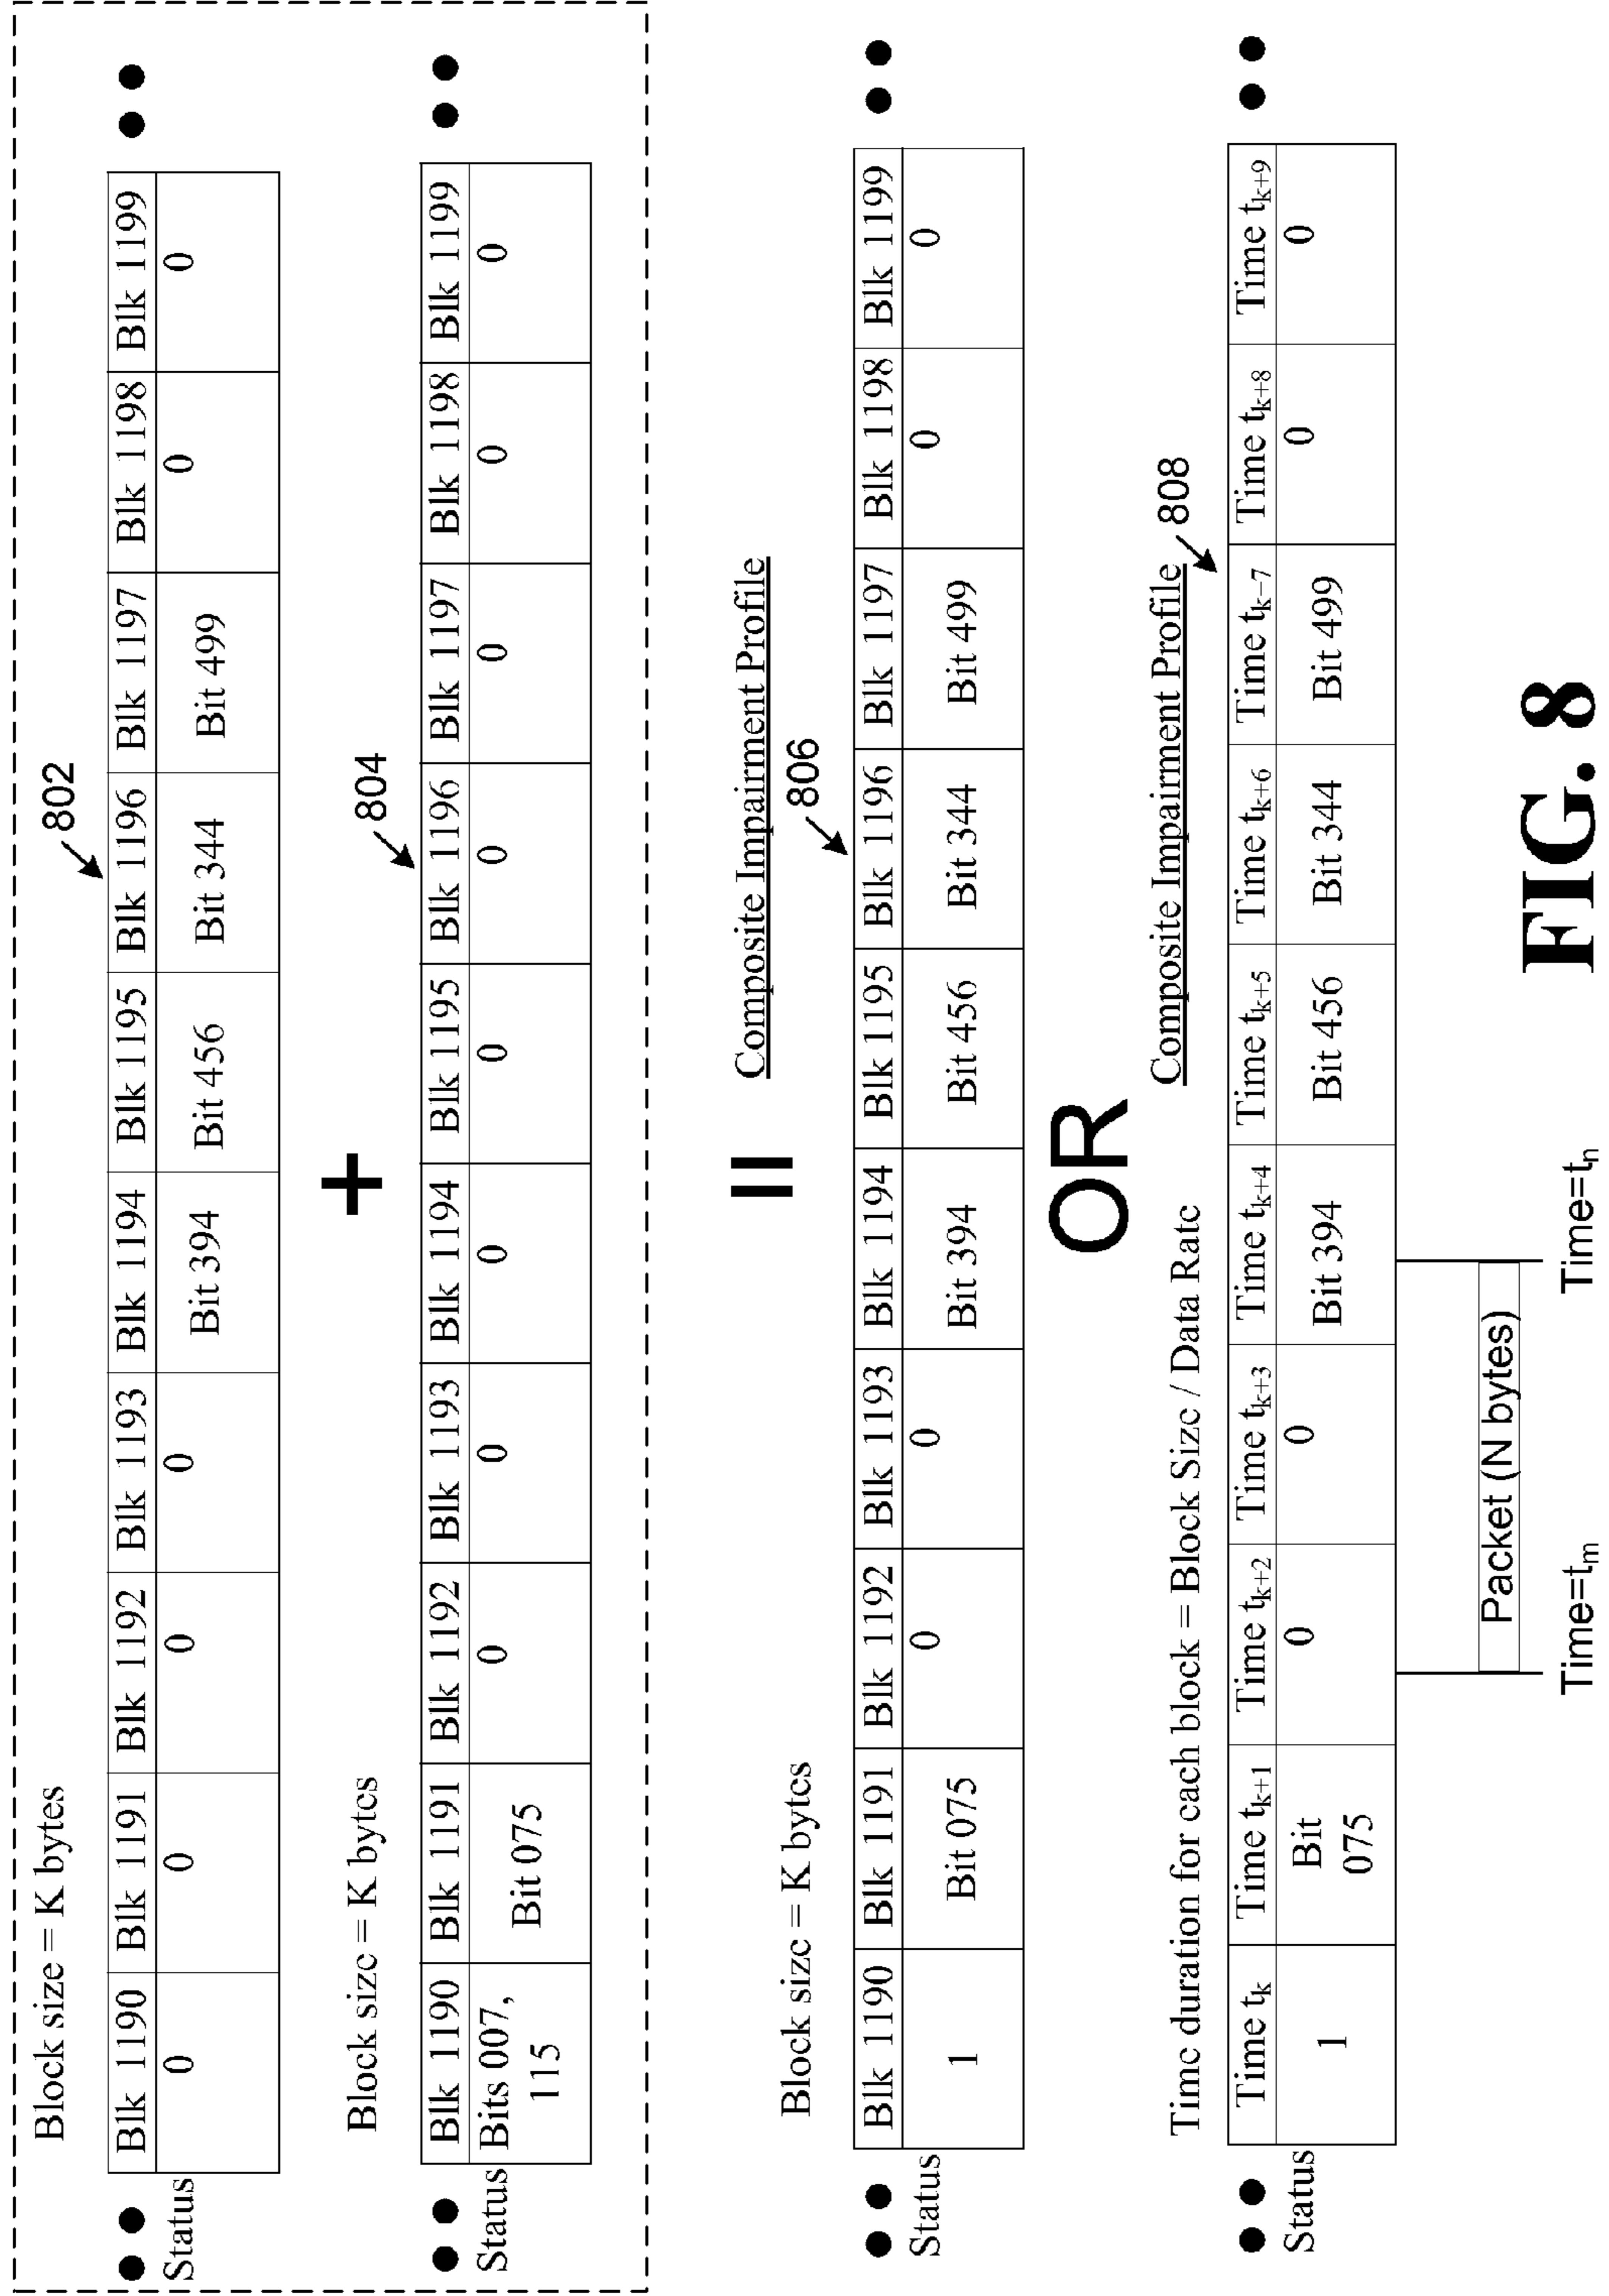 Block size = K bytes
802
Blk 1190 Blk 1191 Blk 1192 Blk 1193 Blk 1194 Blk 1195 Blk 1196 Blk 1197 Blk 1198 Blk 1199
Status 0 0 0 0 Bit 394 Bit 456 Bit 344 Bit 499 0 0
+
Block size = K bytes
804
Blk 1190 Blk 1191 Blk 1192 Blk 1193 Blk 1194 Blk 1195 Blk 1196 Blk 1197 Blk 1198 Blk 1199
Status Bits 007, Bit 075 0 0 0 0 0 0 0 0
115
=
Composite Impairment Profile
Block size = K bytes
806
Blk 1190 Blk 1191 Blk 1192 Blk 1193 Blk 1194 Blk 1195 Blk 1196 Blk 1197 Blk 1198 Blk 1199
Status 1 Bit 075 0 0 Bit 394 Bit 456 Bit 344 Bit 499 0 0
OR
Composite Impairment Profile
808
Time duration for each block = Block Size / Data Rate
Time tk Time tk+1 Time tk+2 Time tk+3 Time tk+4 Time tk+5 Time tk+6 Time tk−7 Time tk+8 Time tk+9
Status 1 Bit 0 0 Bit 394 Bit 456 Bit 344 Bit 499 0 0
075
Packet (N bytes)
Time=tm Time=tn
FIG. 8